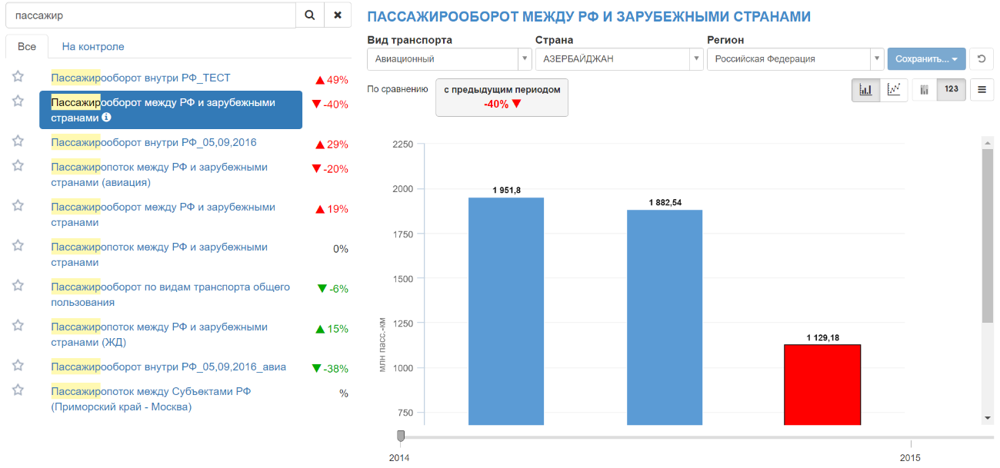 пассажир
Все
На контроле
Пассажирооборот внутри РФ_ТЕСТ
49%
Пассажирооборот между РФ и зарубежными
странами
-40%
Пассажирооборот внутри РФ_05,09,2016
29%
Пассажиропоток между РФ и зарубежными
странами (авиация)
-20%
Пассажирооборот между РФ и зарубежными
странами
19%
Пассажиропоток между РФ и зарубежными
странами
0%
Пассажирооборот по видам транспорта общего
пользования
-6%
Пассажиропоток между РФ и зарубежными
странами (ЖД)
15%
Пассажирооборот внутри РФ_05,09,2016_авиа
-38%
Пассажиропоток между Субъектами РФ
(Приморский край - Москва)
%
ПАССАЖИРООБОРОТ МЕЖДУ РФ И ЗАРУБЕЖНЫМИ СТРАНАМИ
Вид транспорта
Страна
Регион
Авиационный
АЗЕРБАЙДЖАН
Российская Федерация
Сохранить...
По сравнению
с предыдущим периодом
-40%
123
2250
2000
1750
1500
1250
1000
750
млн пасс.-км
1 951,8
1 882,54
1 129,18
2014
2015